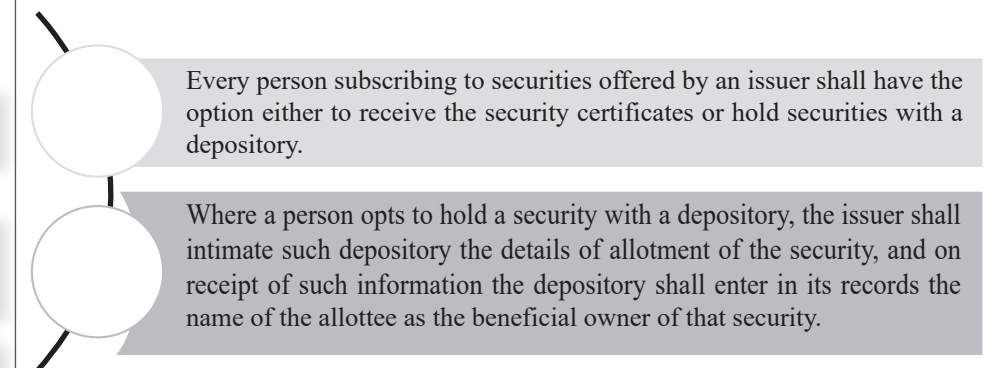 Every person subscribing to securities offered by an issuer shall have the
option either to receive the security certificates or hold securities with a
depository.
Where a person opts to hold a security with a depository, the issuer shall
intimate such depository the details of allotment of the security, and on
receipt of such information the depository shall enter in its records the
name of the allottee as the beneficial owner of that security.